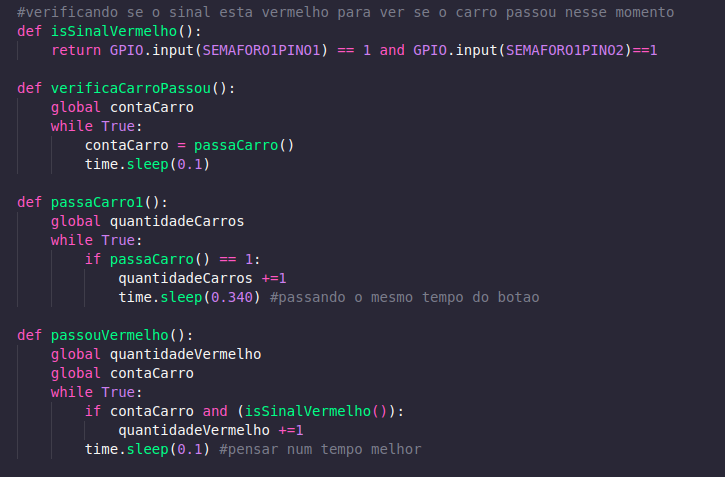 #verificando se o sinal esta vermelho para ver se o carro passou nesse momento
def isSinalVermelho():
    return GPIO.input(SEMAFORO1PINO1) == 1 and GPIO.input(SEMAFORO1PINO2)==1

def verificaCarroPassou():
    global contaCarro
    while True:
        contaCarro = passaCarro()
        time.sleep(0.1)

def passaCarro1():
    global quantidadeCarros
    while True:
        if passaCarro() == 1:
            quantidadeCarros +=1
            time.sleep(0.340) #passando o mesmo tempo do botao

def passouVermelho():
    global quantidadeVermelho
    global contaCarro
    while True:
        if contaCarro and (isSinalVermelho()):
            quantidadeVermelho +=1
        time.sleep(0.1) #pensar num tempo melhor